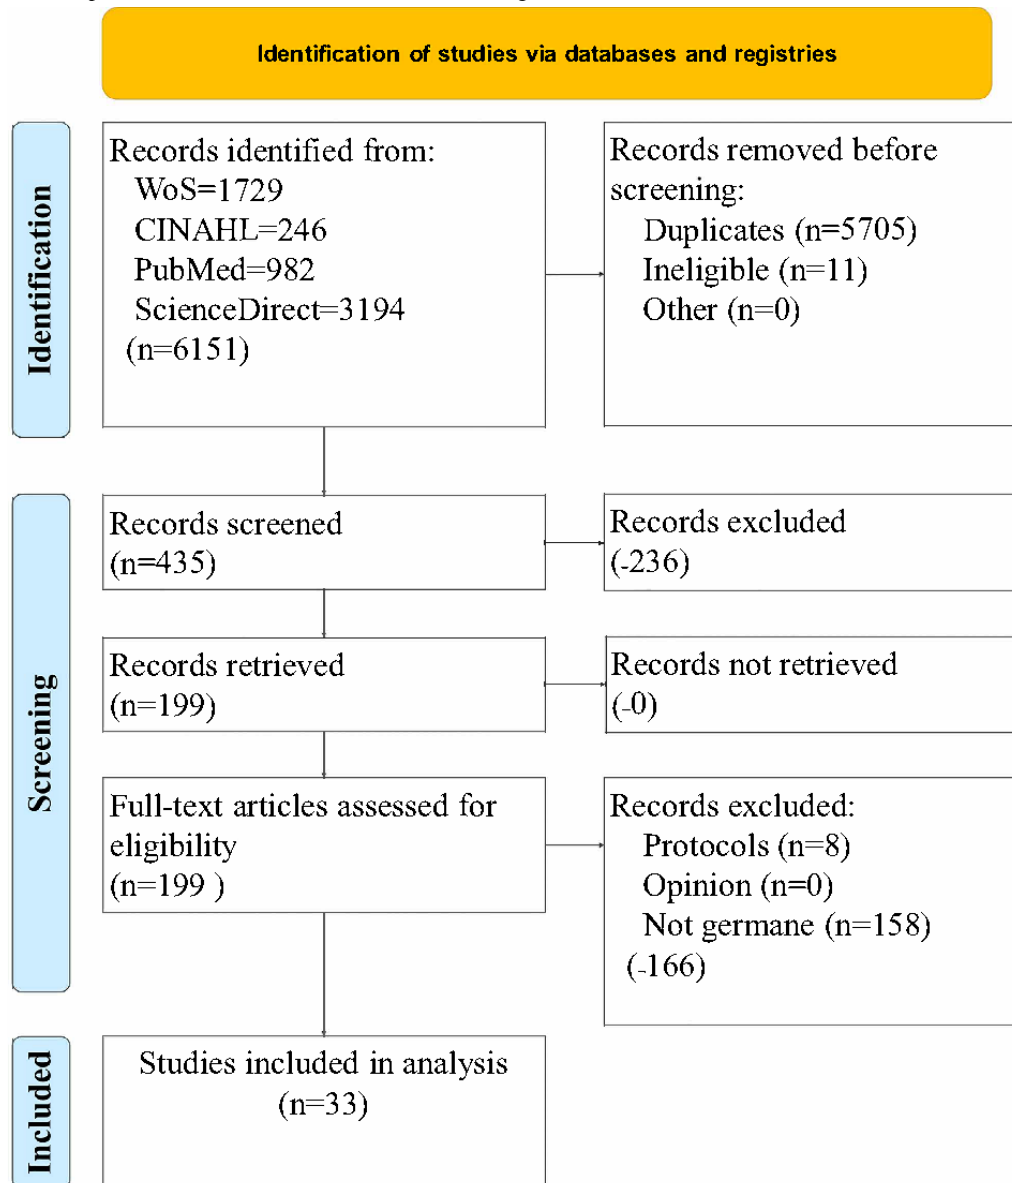 Identification of studies via databases and registries
Identification
Records identified from:
WoS=1729
CINAHL=246
PubMed=982
ScienceDirect=3194
(n=6151)
Records removed before
screening:
Duplicates (n=5705)
Ineligible (n=11)
Other (n=0)
Screening
Records screened
(n=435)
Records excluded
(-236)
Records retrieved
(n=199)
Records not retrieved
(-0)
Full-text articles assessed for
eligibility
(n=199 )
Records excluded:
Protocols (n=8)
Opinion (n=0)
Not germane (n=158)
(-166)
Included
Studies included in analysis
(n=33)